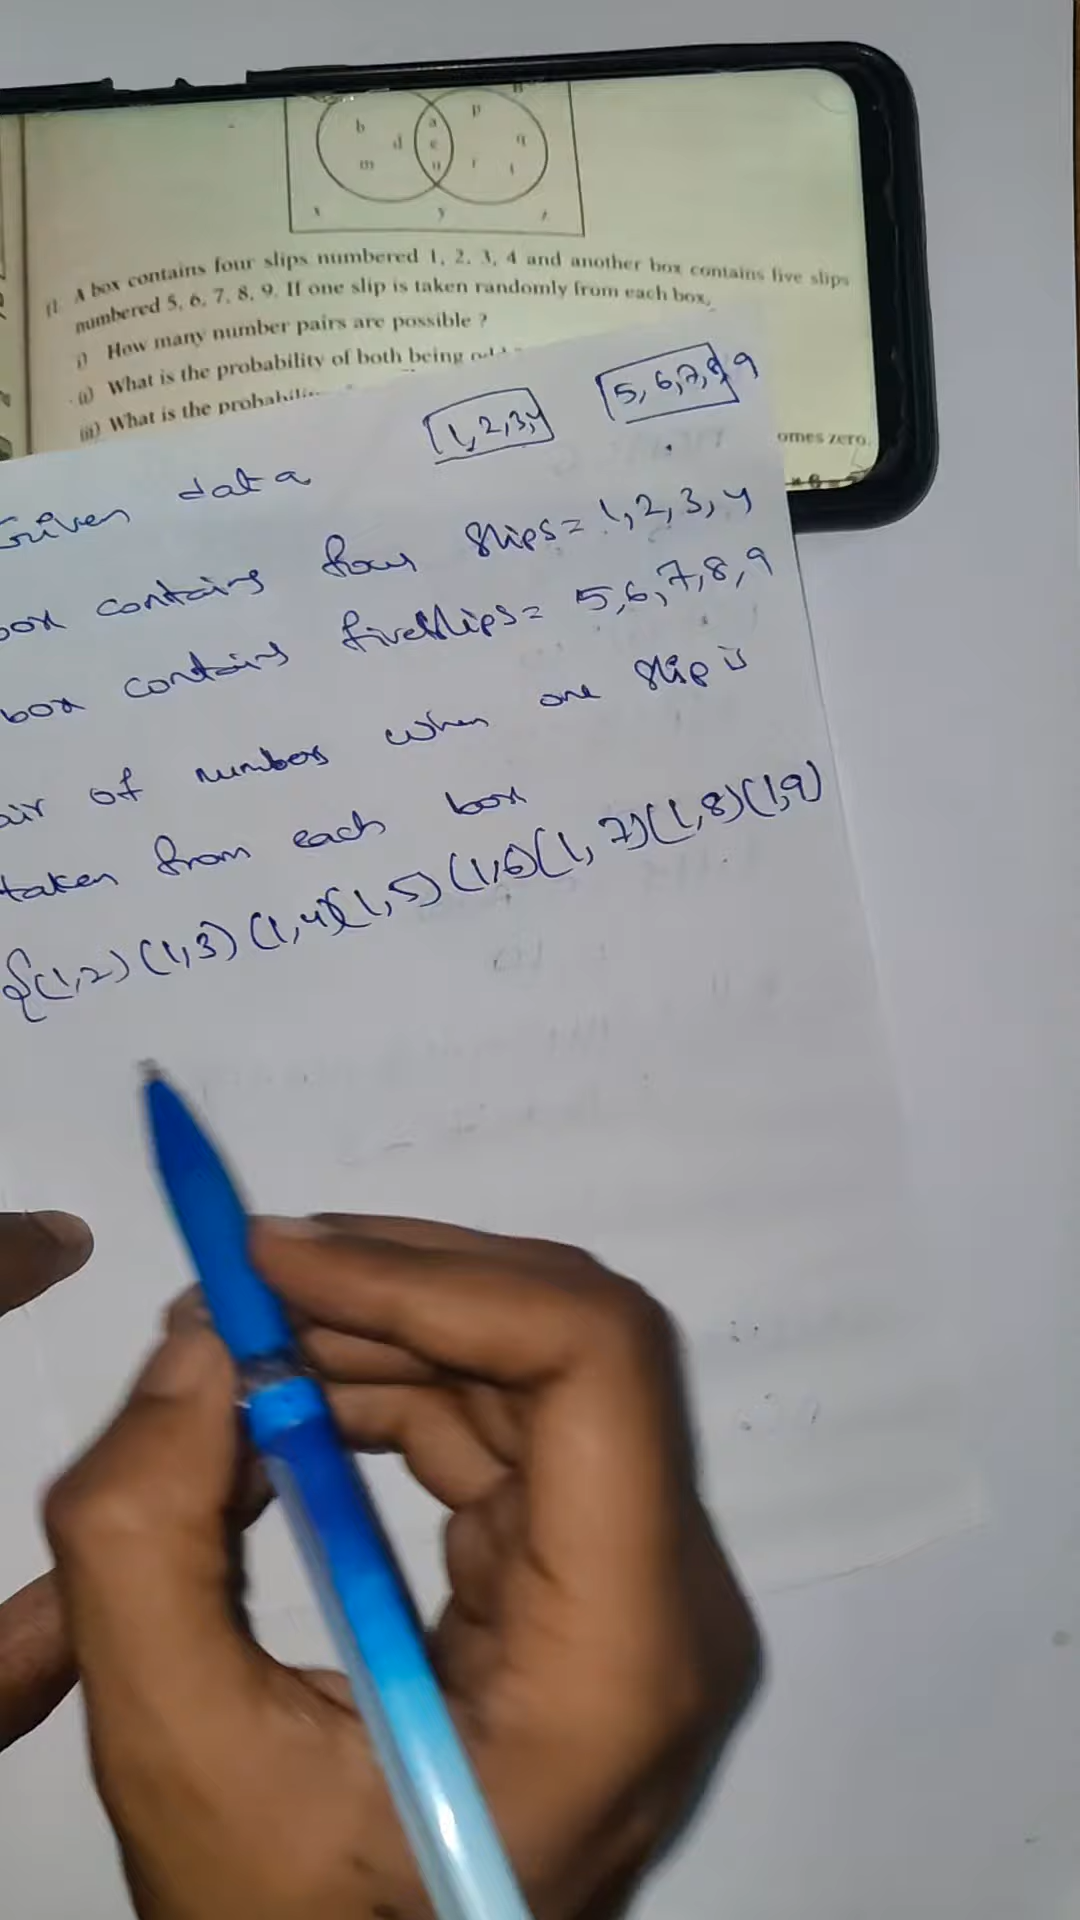 b d m a e u p q r t
x y z
A box contains four slips numbered 1, 2, 3, 4 and another box contains five slips
numbered 5, 6, 7, 8, 9. If one slip is taken randomly from each box,
i) How many number pairs are possible ?
ii) What is the probability of both being odd
iii) What is the
omes zero.
1,2,3,4 5,6,7,8,9
Given data
box contains four slips = 1,2,3,4
box contains five slips = 5,6,7,8,9
of numbers when one slip is
taken from each box
{(1,2)(1,3)(1,4)(1,5)(1,6)(1,7)(1,8)(1,9)